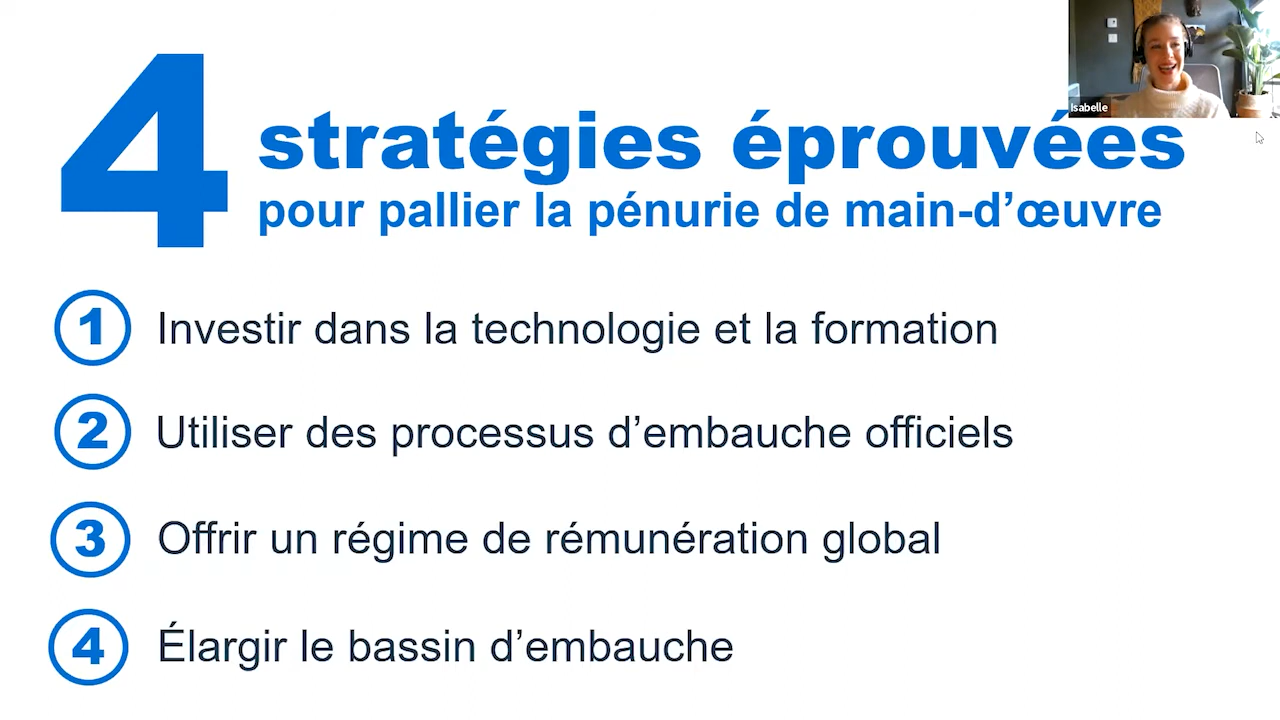 4
stratégies éprouvées
pour pallier la pénurie de main-d’œuvre
Isabelle
1 Investir dans la technologie et la formation
2 Utiliser des processus d’embauche officiels
3 Offrir un régime de rémunération global
4 Élargir le bassin d’embauche